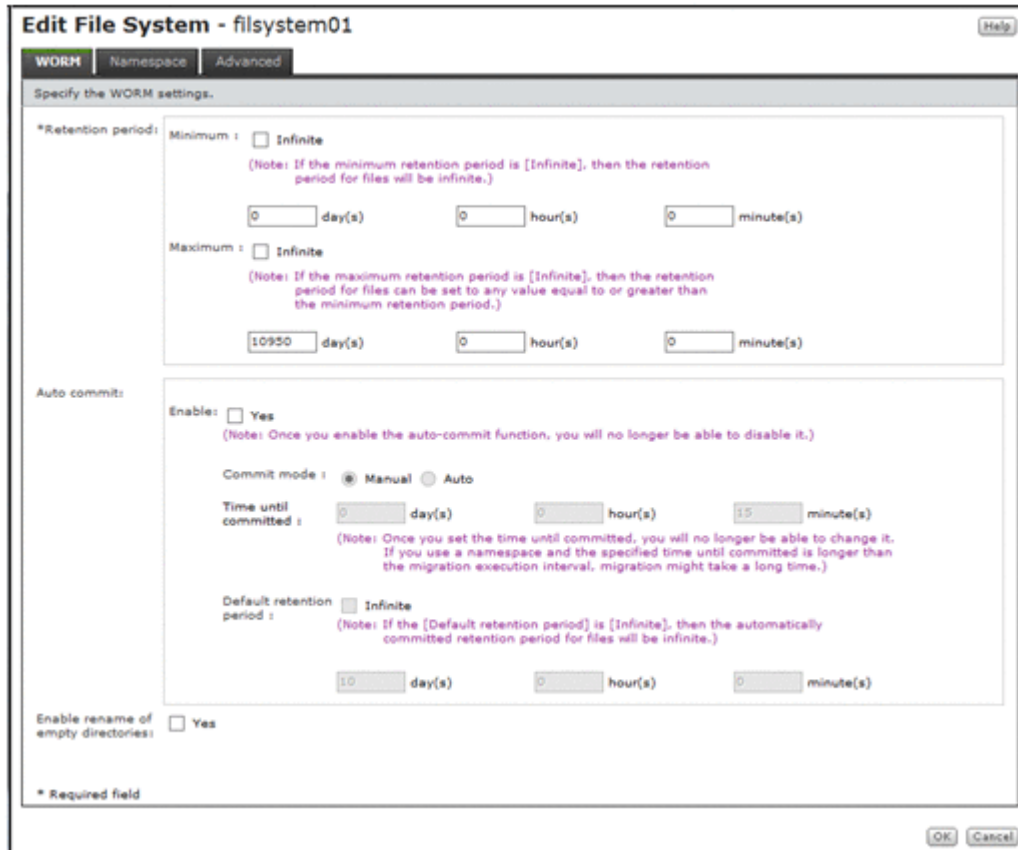 Edit File System - filsystem01
Help
WORM Namespace Advanced
Specify the WORM settings.
*Retention period:
Minimum : Infinite
(Note: If the minimum retention period is [Infinite], then the retention
period for files will be infinite.)
0 day(s) 0 hour(s) 0 minute(s)
Maximum : Infinite
(Note: If the maximum retention period is [Infinite], then the retention
period for files can be set to any value equal to or greater than
the minimum retention period.)
10950 day(s) 0 hour(s) 0 minute(s)
Auto commit:
Enable: Yes
(Note: Once you enable the auto-commit function, you will no longer be able to disable it.)
Commit mode : Manual Auto
Time until
committed :
0 day(s) 0 hour(s) 15 minute(s)
(Note: Once you set the time until committed, you will no longer be able to change it.
If you use a namespace and the specified time until committed is longer than
the migration execution interval, migration might take a long time.)
Default retention
period :
Infinite
(Note: If the [Default retention period] is [Infinite], then the automatically
committed retention period for files will be infinite.)
10 day(s) 0 hour(s) 0 minute(s)
Enable rename of
empty directories:
Yes
* Required field
OK Cancel